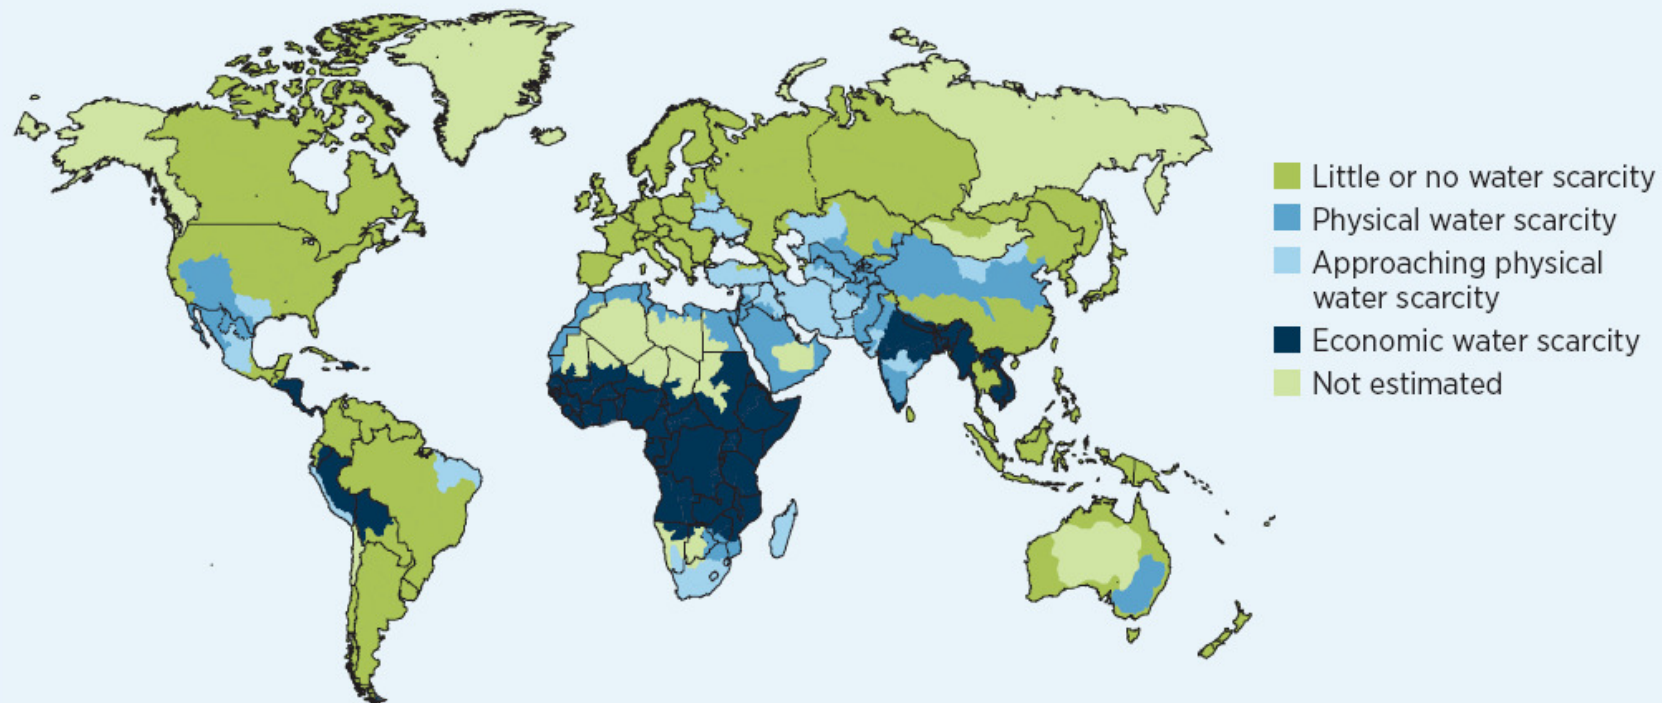 Little or no water scarcity
Physical water scarcity
Approaching physical
water scarcity
Economic water scarcity
Not estimated